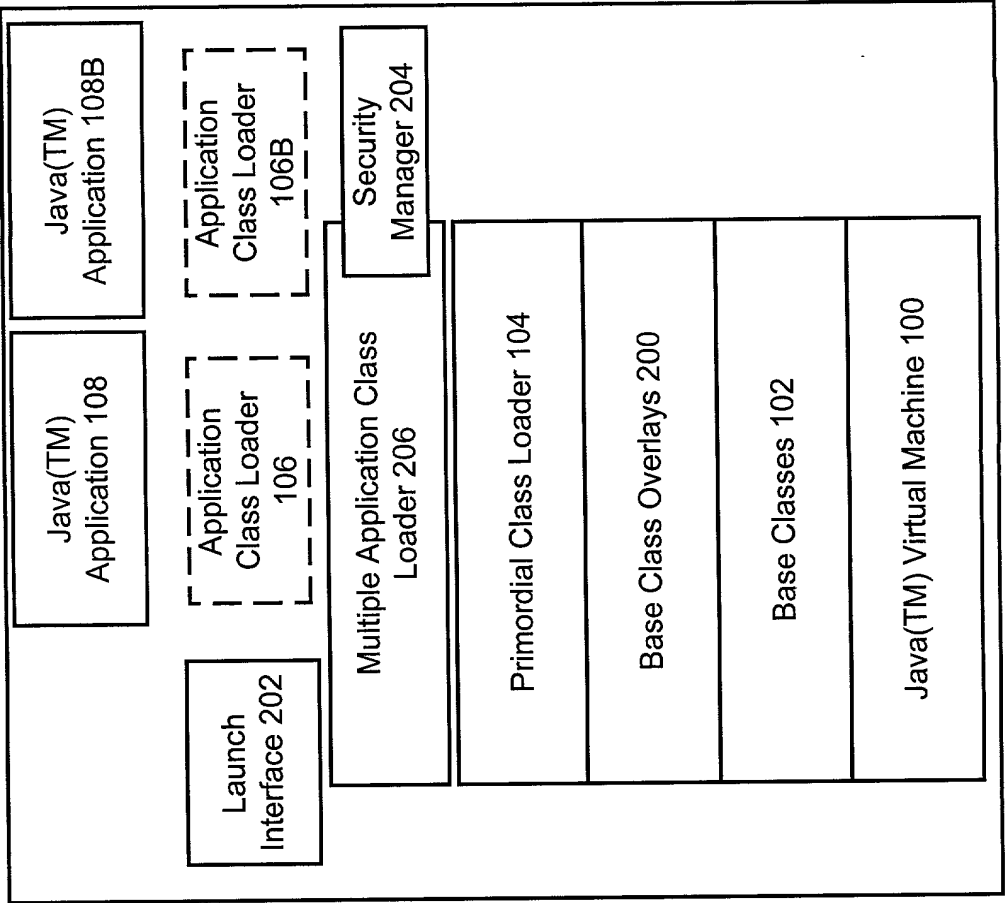 Java(TM)
Application 108
Java(TM)
Application 108B
Application
Class Loader
106
Application
Class Loader
106B
Launch
Interface 202
Multiple Application Class
Loader 206
Security
Manager 204
Primordial Class Loader 104
Base Class Overlays 200
Base Classes 102
Java(TM) Virtual Machine 100